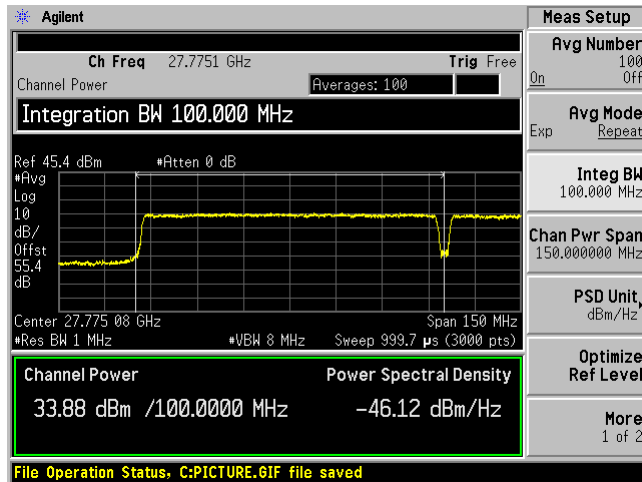 Agilent
Meas Setup
Ch Freq 27.7751 GHz Trig Free
Channel Power Averages: 100
Integration BW 100.000 MHz
Ref 45.4 dBm #Atten 0 dB
#Avg
Log
10
dB/
Offst
55.4
dB
Center 27.775 08 GHz Span 150 MHz
#Res BW 1 MHz #VBW 8 MHz Sweep 999.7 µs (3000 pts)
Channel Power Power Spectral Density
33.88 dBm /100.0000 MHz -46.12 dBm/Hz
File Operation Status, C:PICTURE.GIF file saved
Avg Number
100
On Off
Avg Mode
Exp Repeat
Integ BW
100.000 MHz
Chan Pwr Span
150.000000 MHz
PSD Unit
dBm/Hz
Optimize
Ref Level
More
1 of 2